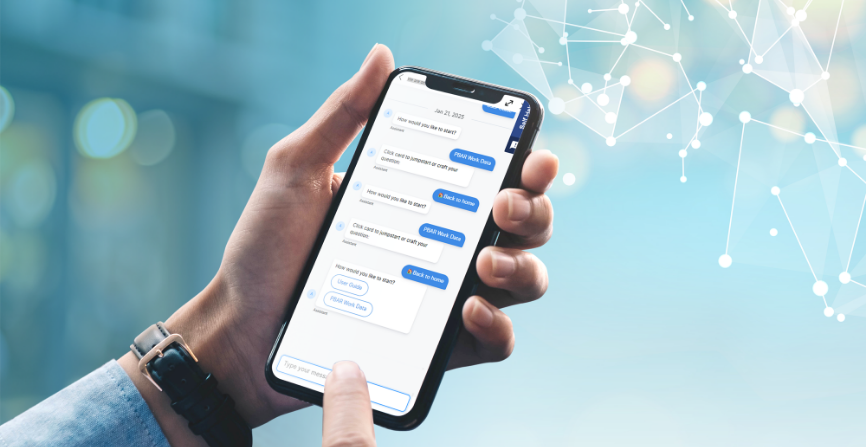 Jan 21, 2025
How would you like to start?
Assistant
PBAR Work Data
Click card to jumpstart or craft your
question
Assistant
Back to home
How would you like to start?
Assistant
PBAR Work Data
Click card to jumpstart or craft your
question
Assistant
Back to home
How would you like to start?
User Guide
PBAR Work Data
Assistant
Type your